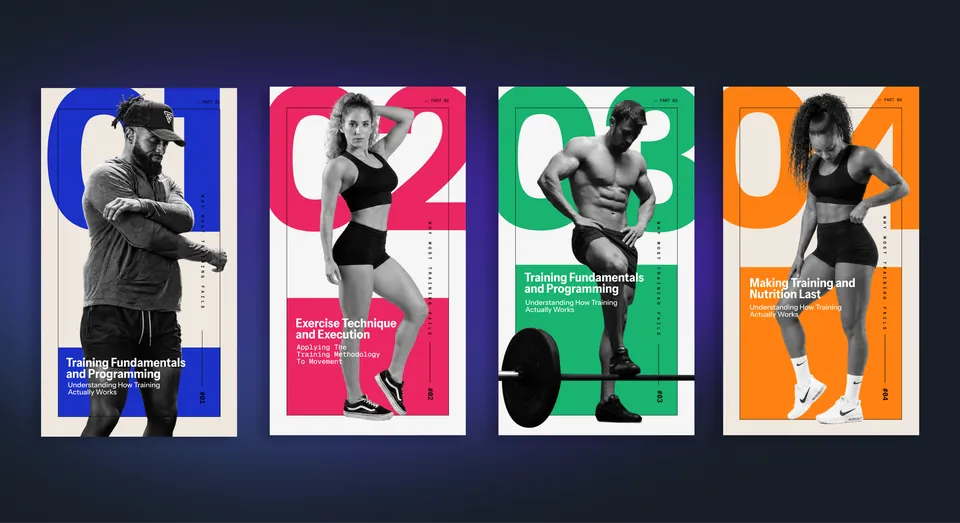 01
// PART 01
WHY MOST TRAINING FAILS
Training Fundamentals
and Programming
Understanding How Training
Actually Works
#01
02
// PART 02
WHY MOST TRAINING FAILS
Exercise Technique
and Execution
Applying The
Training Methodology
To Movement
#02
03
// PART 03
WHY MOST TRAINING FAILS
Training Fundamentals
and Programming
Understanding How Training
Actually Works
#03
04
// PART 04
WHY MOST TRAINING FAILS
Making Training and
Nutrition Last
Understanding How Training
Actually Works
#04